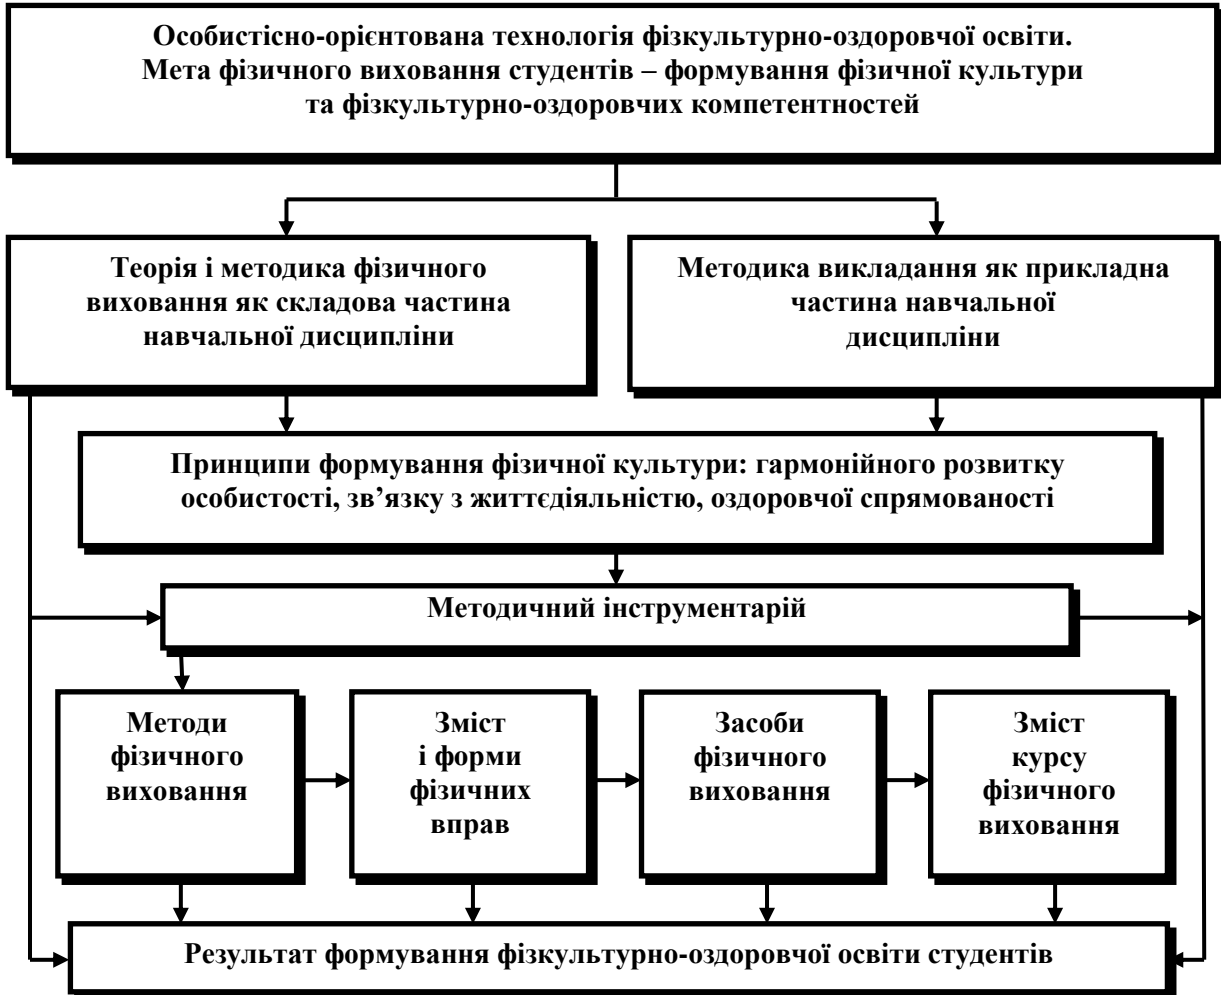 Особистісно-орієнтована технологія фізкультурно-оздоровчої освіти.
Мета фізичного виховання студентів – формування фізичної культури
та фізкультурно-оздоровчих компетентностей
Теорія і методика фізичного
виховання як складова частина
навчальної дисципліни
Методика викладання як прикладна
частина навчальної
дисципліни
Принципи формування фізичної культури: гармонійного розвитку
особистості, зв’язку з життєдіяльністю, оздоровчої спрямованості
Методичний інструментарій
Методи
фізичного
виховання
Зміст
і форми
фізичних
вправ
Засоби
фізичного
виховання
Зміст
курсу
фізичного
виховання
Результат формування фізкультурно-оздоровчої освіти студентів